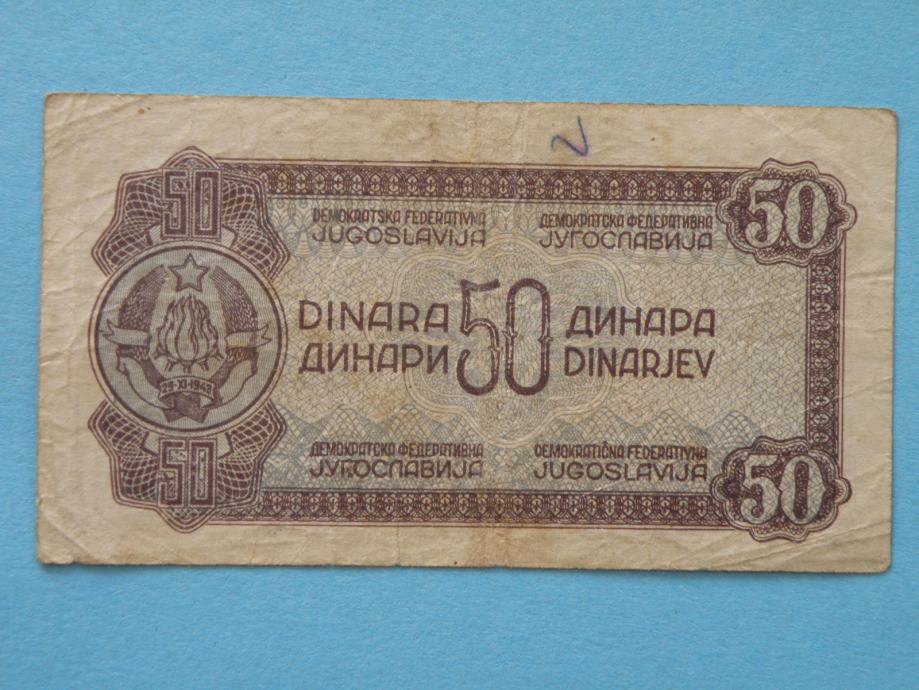 50
50
DEMOKRATSKA FEDERATIVNA
JUGOSLAVIJA
ДЕМОКРАТСКА ФЕДЕРАТИВНА
ЈУГОСЛАВИЈА
DINARA 50 ДИНАРА
ДИНАРИ DINARJEV
29·XI·1943
ДЕМОКРАТСКА ФЕДЕРАТИВНА
ЈУГОСЛАВИЈА
DEMOKRATIČNA FEDERATIVNA
JUGOSLAVIJA
50
50